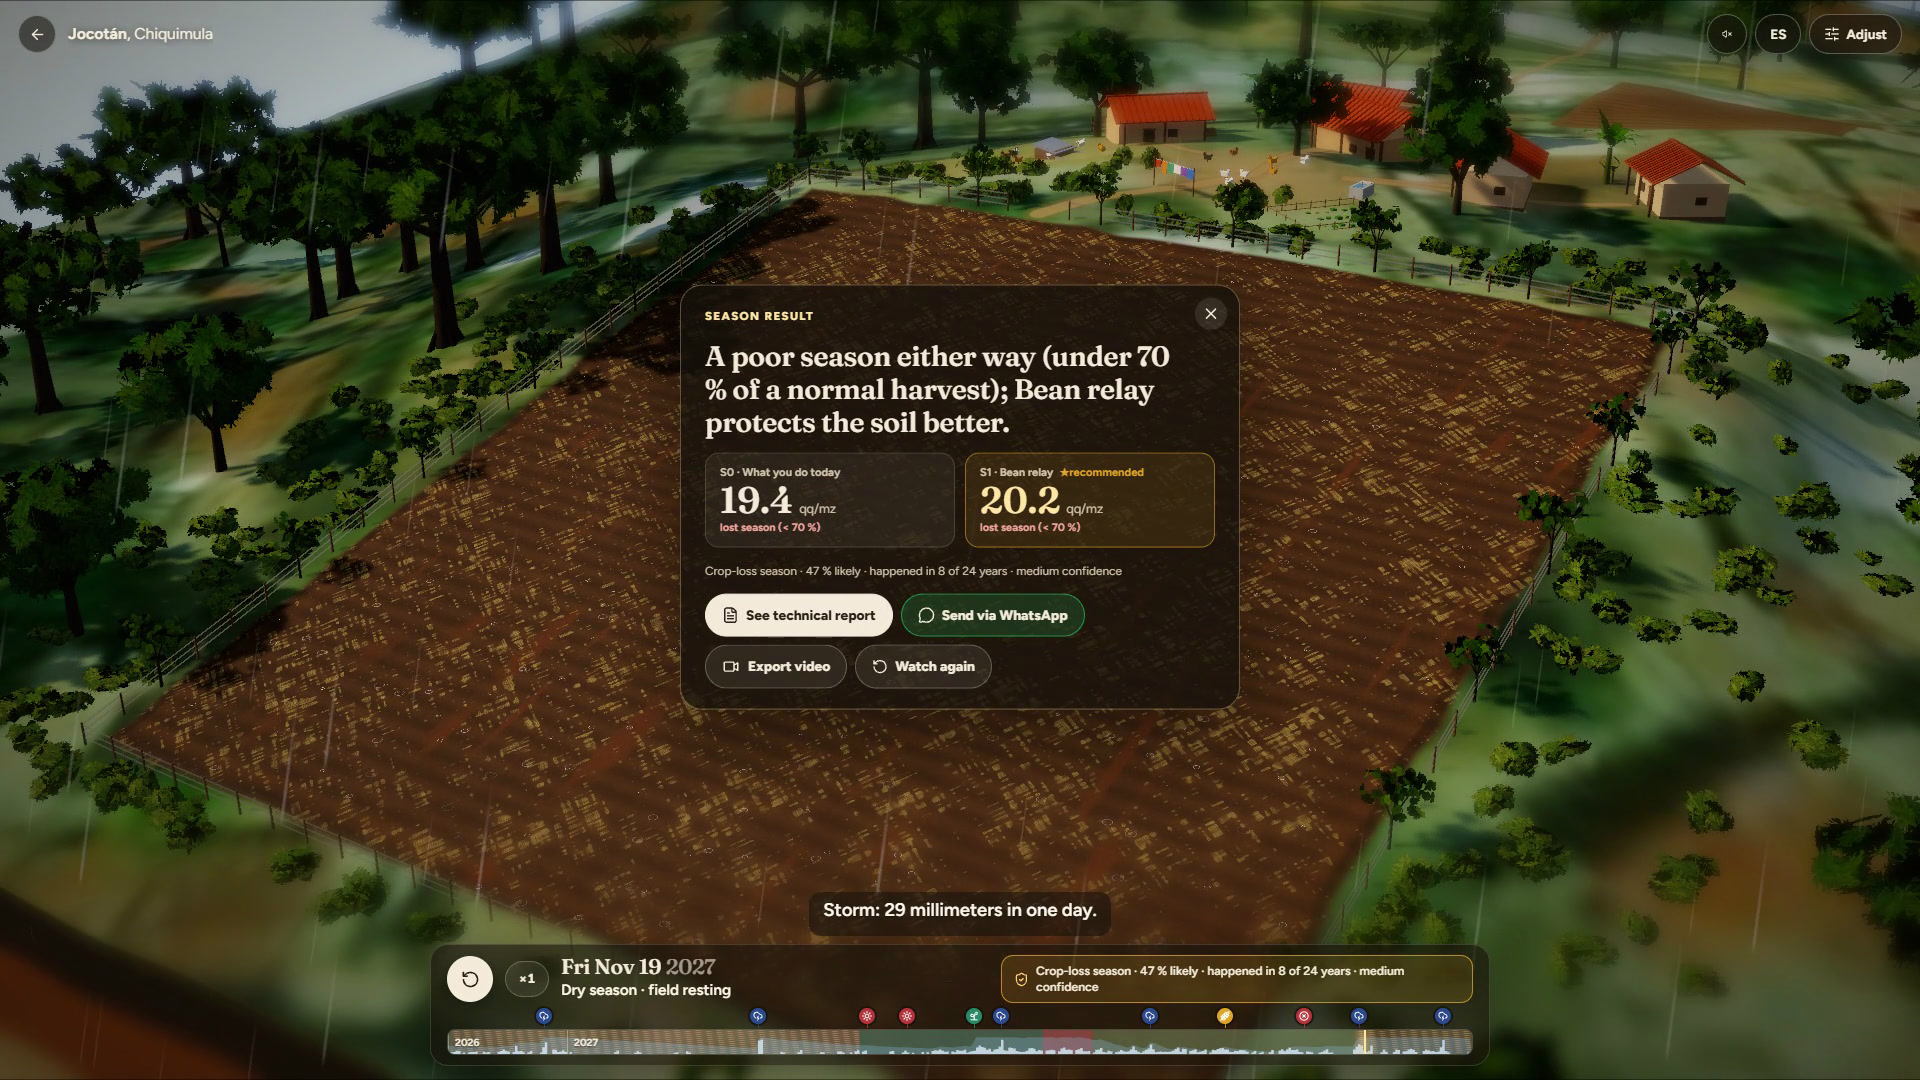 Jocotán, Chiquimula
ES
Adjust
SEASON RESULT
A poor season either way (under 70
% of a normal harvest); Bean relay
protects the soil better.
S0 · What you do today
19.4 qq/mz
lost season (< 70 %)
S1 · Bean relay ★recommended
20.2 qq/mz
lost season (< 70 %)
Crop-loss season · 47 % likely · happened in 8 of 24 years · medium confidence
See technical report
Send via WhatsApp
Export video
Watch again
Storm: 29 millimeters in one day.
×1
Fri Nov 19 2027
Dry season · field resting
Crop-loss season · 47 % likely · happened in 8 of 24 years · medium
confidence
2026
2027